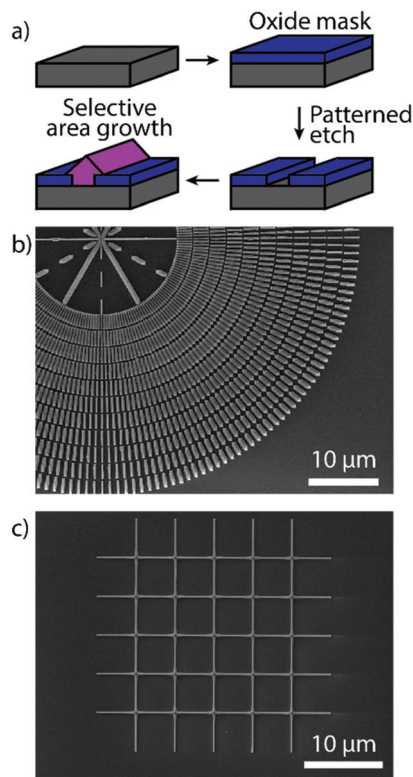 a)
Oxide mask
Selective
area growth
Patterned
etch
b)
10 µm
c)
10 µm